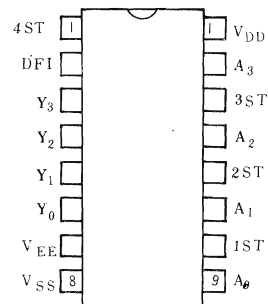 4ST 1 1 VDD
DFI A3
Y3 3ST
Y2 A2
Y1 2ST
Y0 A1
VEE 1ST
VSS 8 9 A0